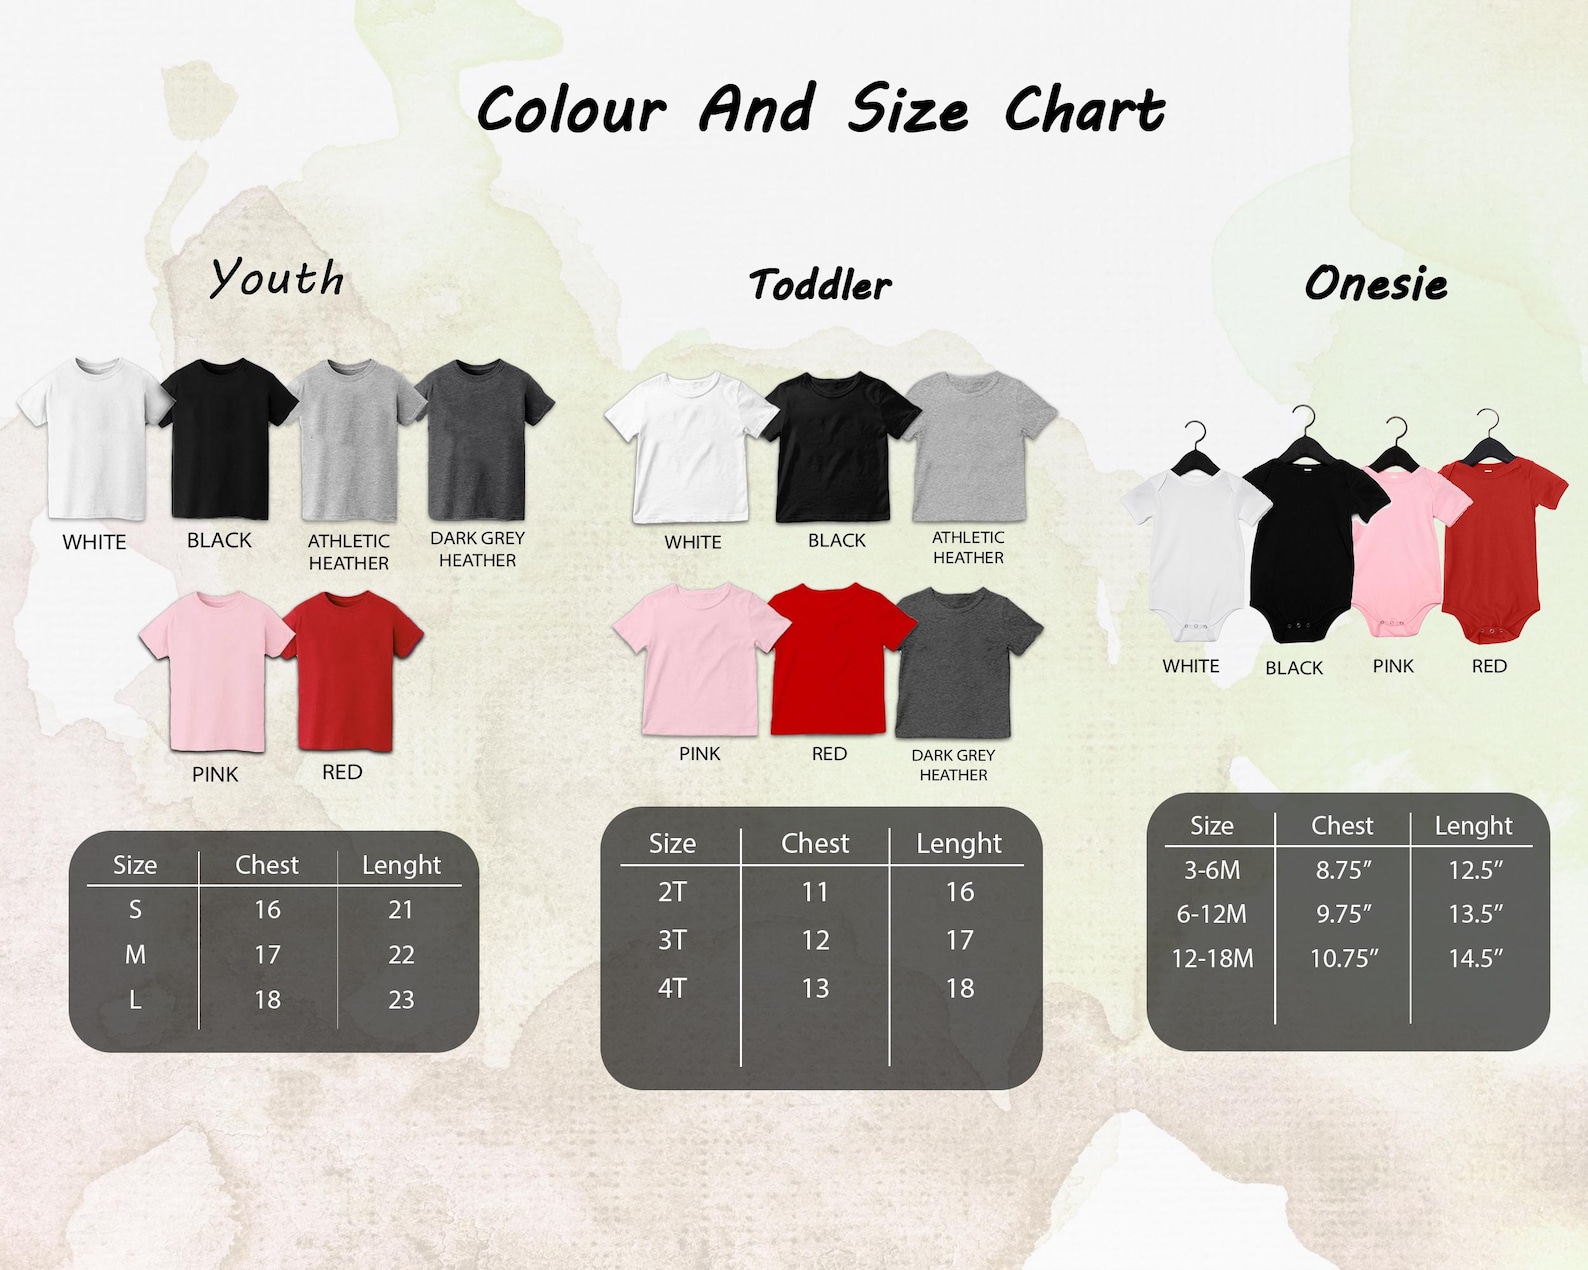 Colour And Size Chart
Youth
WHITE
BLACK
ATHLETIC
HEATHER
DARK GREY
HEATHER
PINK
RED
Size Chest Lenght
S 16 21
M 17 22
L 18 23
Toddler
WHITE
BLACK
ATHLETIC
HEATHER
PINK
RED
DARK GREY
HEATHER
Size Chest Lenght
2T 11 16
3T 12 17
4T 13 18
Onesie
WHITE
BLACK
PINK
RED
Size Chest Lenght
3-6M 8.75” 12.5”
6-12M 9.75” 13.5”
12-18M 10.75” 14.5”